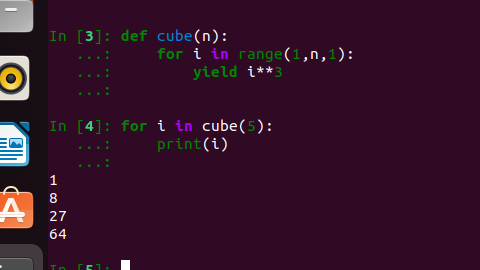 In [3]: def cube(n):
   ...:     for i in range(1,n,1):
   ...:         yield i**3
   ...:
In [4]: for i in cube(5):
   ...:     print(i)
   ...:
1
8
27
64
In [5]: